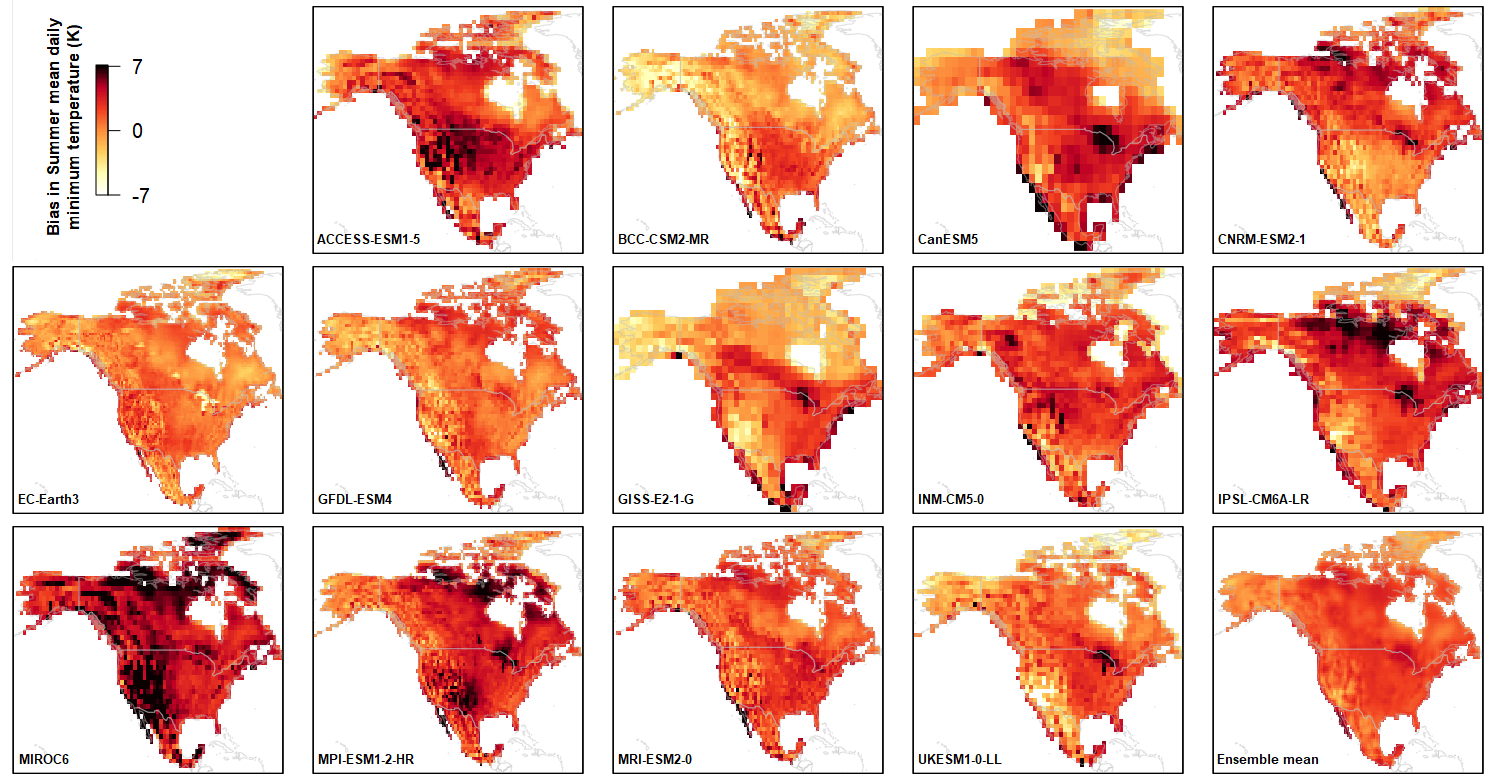 Bias in Summer mean daily
minimum temperature (K)
7
0
-7
ACCESS-ESM1-5
BCC-CSM2-MR
CanESM5
CNRM-ESM2-1
EC-Earth3
GFDL-ESM4
GISS-E2-1-G
INM-CM5-0
IPSL-CM6A-LR
MIROC6
MPI-ESM1-2-HR
MRI-ESM2-0
UKESM1-0-LL
Ensemble mean